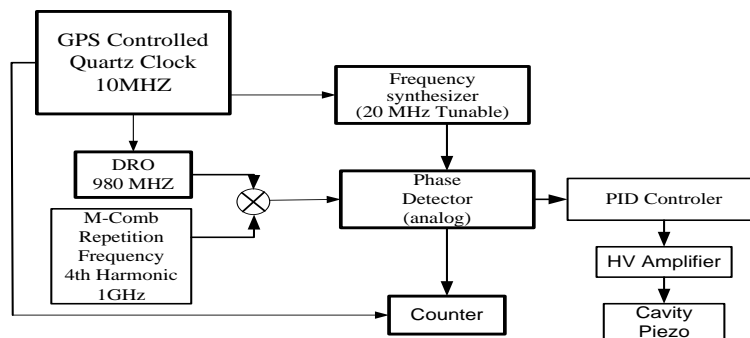 GPS Controlled
Quartz Clock
10MHZ
Frequency
synthesizer
(20 MHz Tunable)
DRO
980 MHZ
Phase
Detector
(analog)
PID Controler
M-Comb
Repetition
Frequency
4th Harmonic
1GHz
HV Amplifier
Counter
Cavity
Piezo